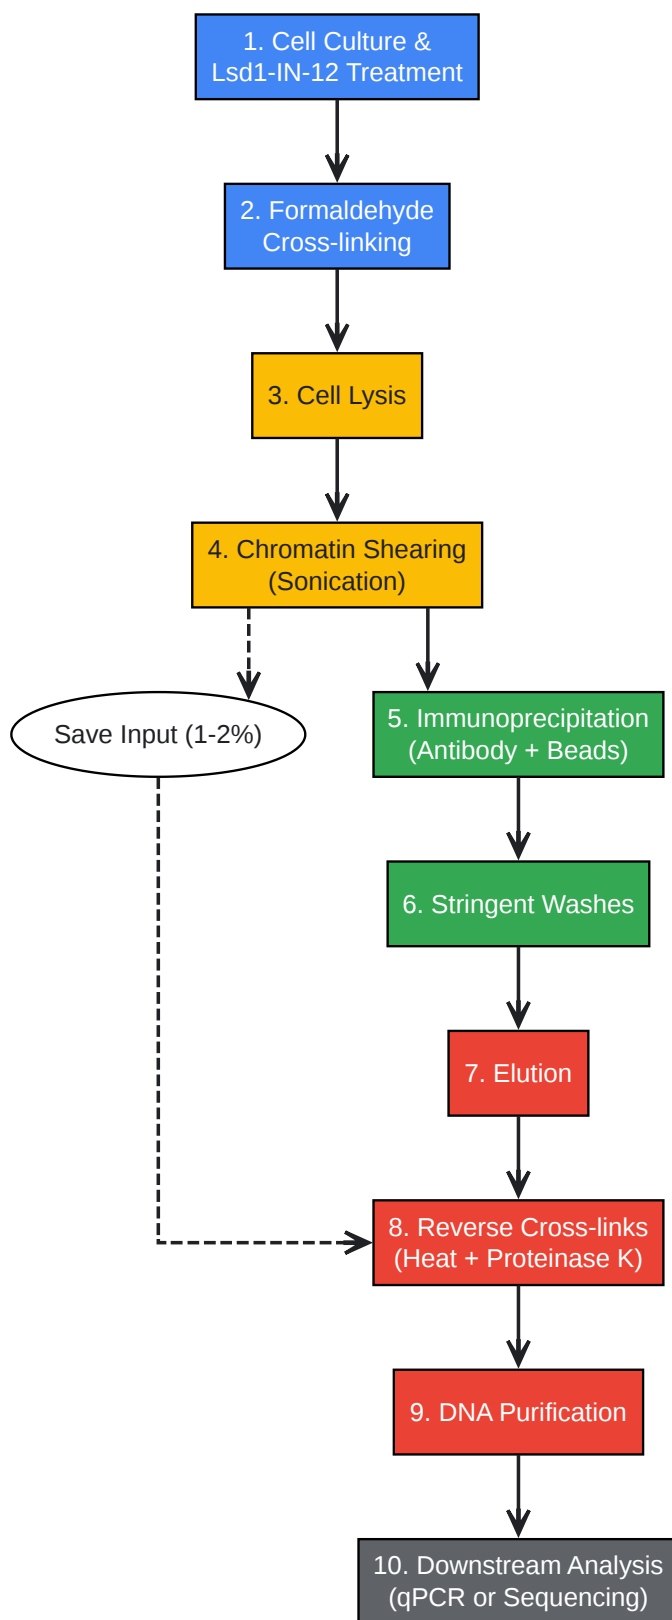 1. Cell Culture &
Lsd1-IN-12 Treatment
2. Formaldehyde
Cross-linking
3. Cell Lysis
4. Chromatin Shearing
(Sonication)
Save Input (1-2%)
5. Immunoprecipitation
(Antibody + Beads)
6. Stringent Washes
7. Elution
8. Reverse Cross-links
(Heat + Proteinase K)
9. DNA Purification
10. Downstream Analysis
(qPCR or Sequencing)